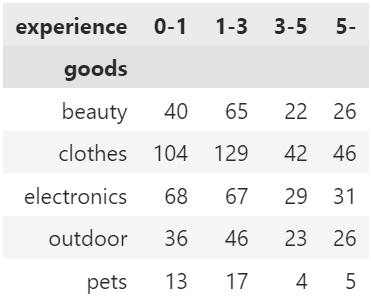 experience 0-1 1-3 3-5 5-
goods
beauty 40 65 22 26
clothes 104 129 42 46
electronics 68 67 29 31
outdoor 36 46 23 26
pets 13 17 4 5